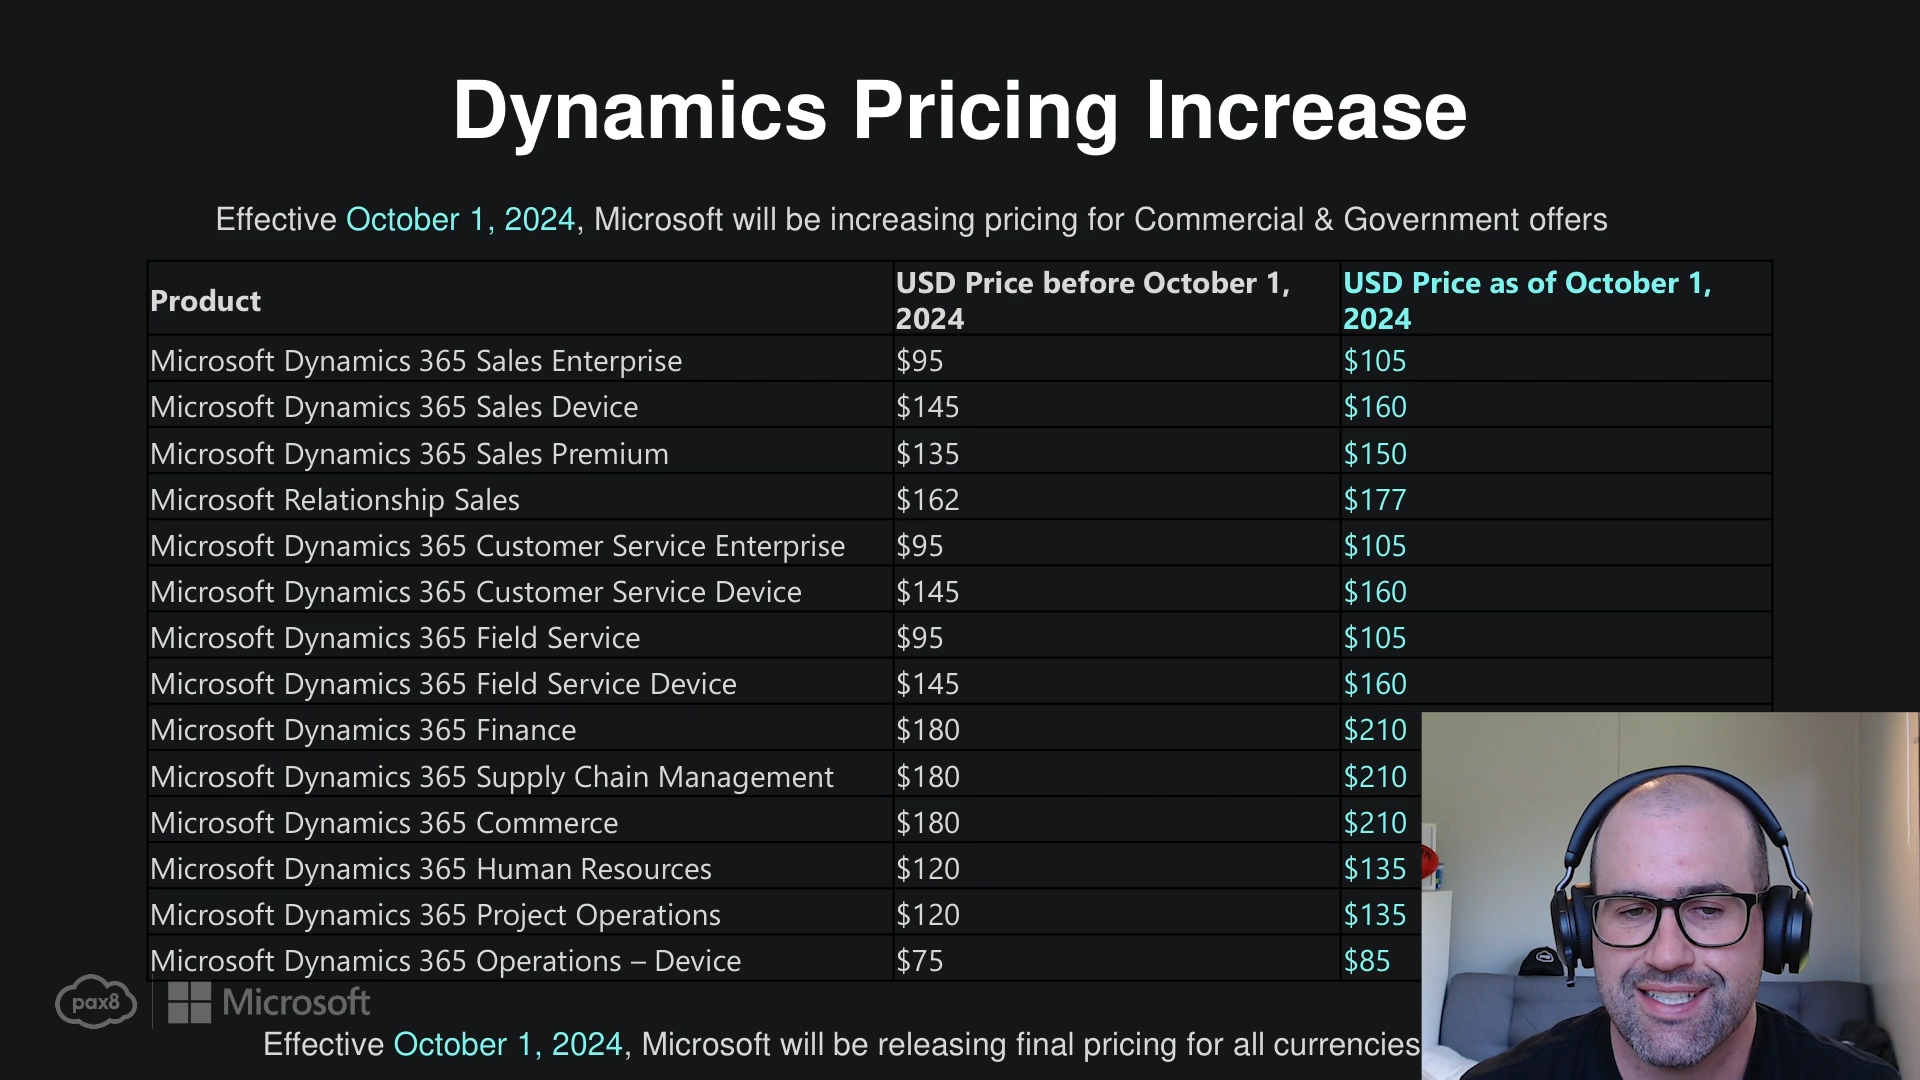 Dynamics Pricing Increase
Effective October 1, 2024, Microsoft will be increasing pricing for Commercial & Government offers
Product USD Price before October 1, 2024 USD Price as of October 1, 2024
Microsoft Dynamics 365 Sales Enterprise $95 $105
Microsoft Dynamics 365 Sales Device $145 $160
Microsoft Dynamics 365 Sales Premium $135 $150
Microsoft Relationship Sales $162 $177
Microsoft Dynamics 365 Customer Service Enterprise $95 $105
Microsoft Dynamics 365 Customer Service Device $145 $160
Microsoft Dynamics 365 Field Service $95 $105
Microsoft Dynamics 365 Field Service Device $145 $160
Microsoft Dynamics 365 Finance $180 $210
Microsoft Dynamics 365 Supply Chain Management $180 $210
Microsoft Dynamics 365 Commerce $180 $210
Microsoft Dynamics 365 Human Resources $120 $135
Microsoft Dynamics 365 Project Operations $120 $135
Microsoft Dynamics 365 Operations – Device $75 $85
pax8 Microsoft
Effective October 1, 2024, Microsoft will be releasing final pricing for all currencies